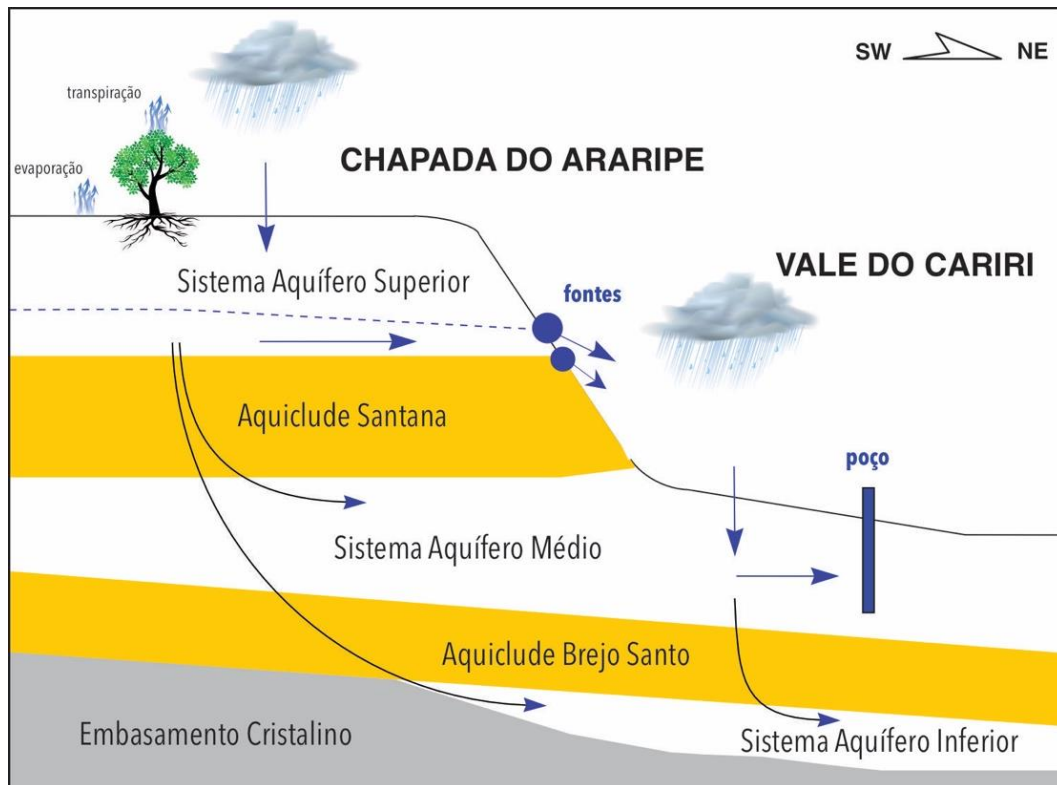 SW NE
transpiração
evaporação
CHAPADA DO ARARIPE
VALE DO CARIRI
Sistema Aquífero Superior
fontes
Aquiclude Santana
poço
Sistema Aquífero Médio
Aquiclude Brejo Santo
Embasamento Cristalino
Sistema Aquífero Inferior